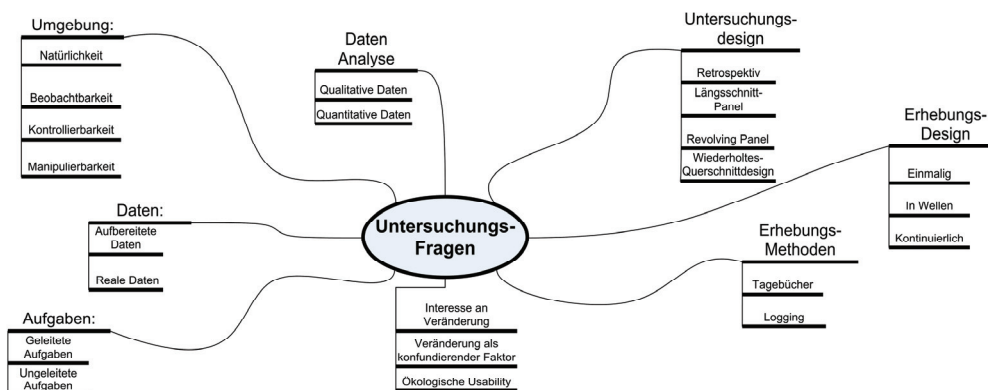 Umgebung:
Natürlichkeit
Beobachtbarkeit
Kontrollierbarkeit
Manipulierbarkeit
Daten
Analyse
Qualitative Daten
Quantitative Daten
Untersuchungs-
design
Retrospektiv
Längsschnitt-
Panel
Revolving Panel
Wiederholtes-
Querschnittdesign
Erhebungs-
Design
Einmalig
In Wellen
Kontinuierlich
Daten:
Aufbereitete
Daten
Reale Daten
Untersuchungs-
Fragen
Erhebungs-
Methoden
Tagebücher
Logging
Aufgaben:
Geleitete
Aufgaben
Ungeleitete
Aufgaben
Interesse an
Veränderung
Veränderung als
konfundierender Faktor
Ökologische Usability